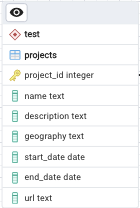 test
projects
project_id integer
name text
description text
geography text
start_date date
end_date date
url text